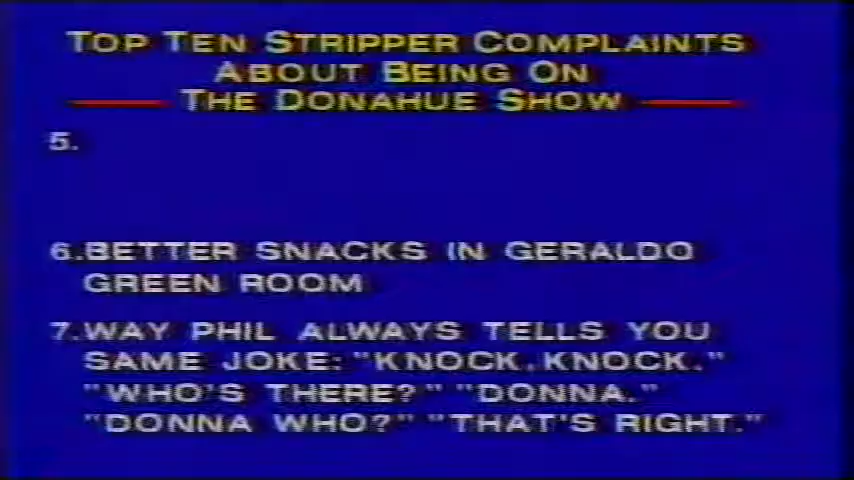 TOP TEN STRIPPER COMPLAINTS
ABOUT BEING ON
THE DONAHUE SHOW
5.
6.BETTER SNACKS IN GERALDO
GREEN ROOM
7.WAY PHIL ALWAYS TELLS YOU
SAME JOKE: "KNOCK, KNOCK."
"WHO'S THERE?" "DONNA."
"DONNA WHO?" "THAT'S RIGHT."